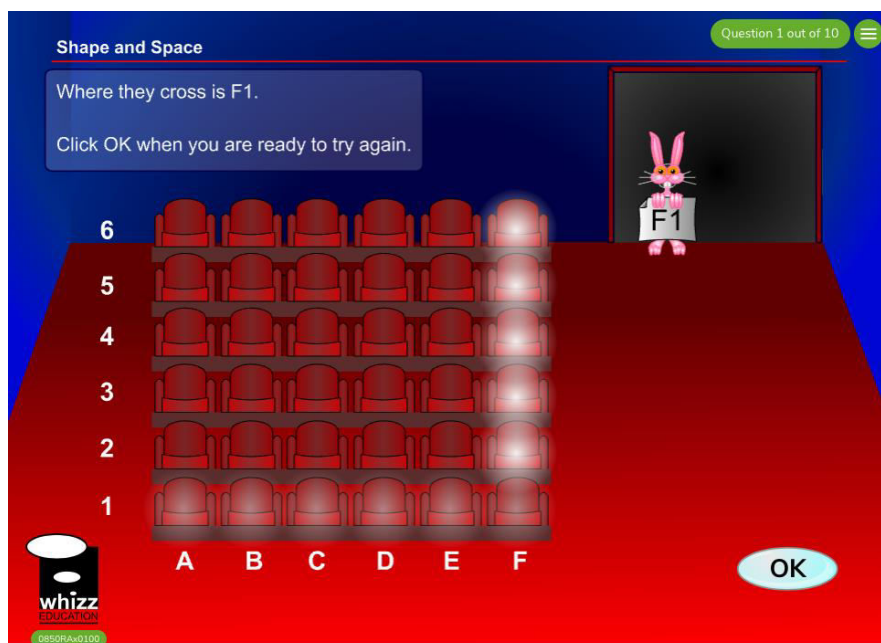 Question 1 out of 10
Shape and Space
Where they cross is F1.
Click OK when you are ready to try again.
F1
6
5
4
3
2
1
A B C D E F
OK
whizz
EDUCATION
0850RAx0100